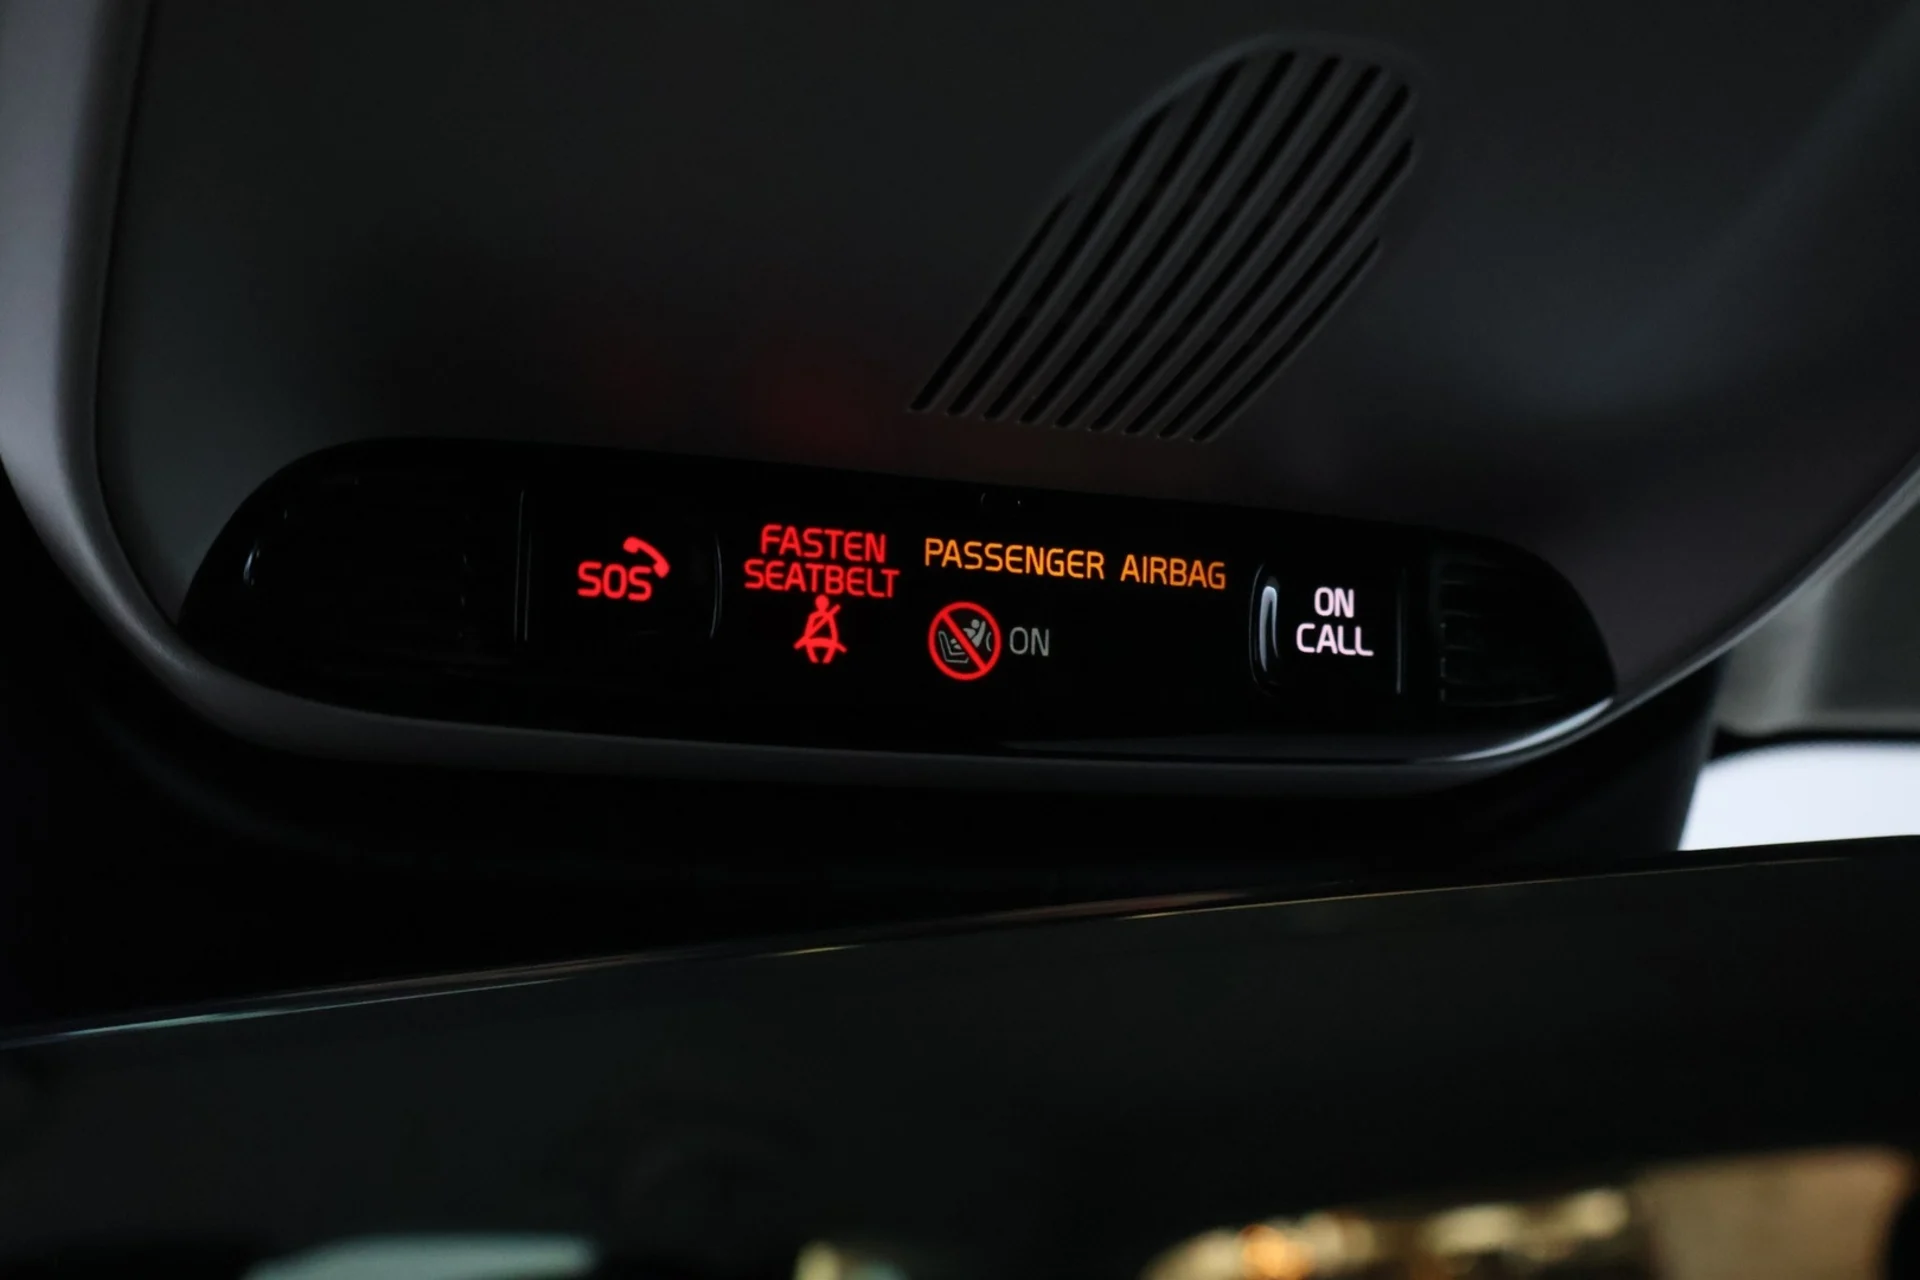 SOS
FASTEN
SEATBELT
PASSENGER AIRBAG
ON
ON
CALL